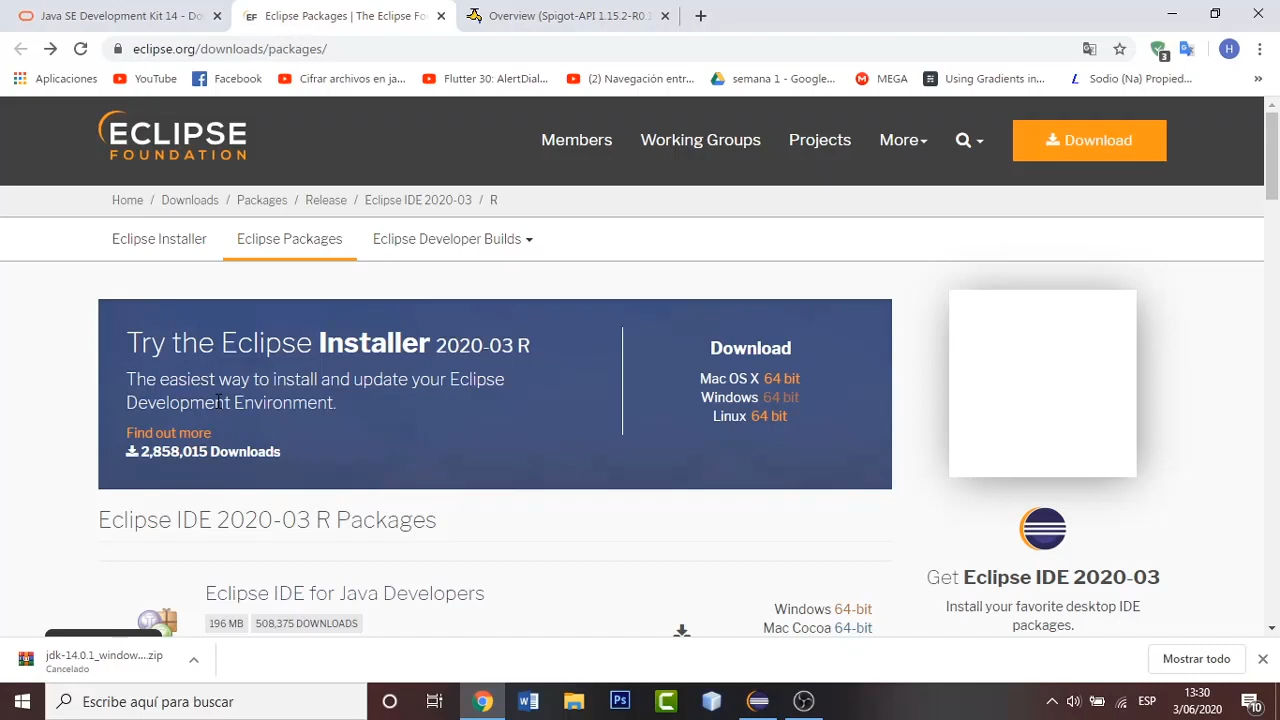 Java SE Development Kit 14 - Do
Eclipse Packages | The Eclipse Fo
Overview (Spigot-API 1.15.2-R0.1
eclipse.org/downloads/packages/
H
3
Aplicaciones
YouTube
Facebook
Cifrar archivos en ja...
Flutter 30: AlertDial...
(2) Navegación entr...
semana 1 - Google...
MEGA
Using Gradients in...
Sodio (Na) Propied...
»
ECLIPSE
FOUNDATION
Members
Working Groups
Projects
More
Download
Home / Downloads / Packages / Release / Eclipse IDE 2020-03 / R
Eclipse Installer
Eclipse Packages
Eclipse Developer Builds
Try the Eclipse Installer 2020-03 R
The easiest way to install and update your Eclipse
Development Environment.
Find out more
2,858,015 Downloads
Download
Mac OS X 64 bit
Windows 64 bit
Linux 64 bit
Eclipse IDE 2020-03 R Packages
Eclipse IDE for Java Developers
196 MB
508,375 DOWNLOADS
Windows 64-bit
Mac Cocoa 64-bit
Get Eclipse IDE 2020-03
Install your favorite desktop IDE
packages.
jdk-14.0.1_window....zip
Cancelado
Mostrar todo
Escribe aquí para buscar
ESP
13:30
3/06/2020
10